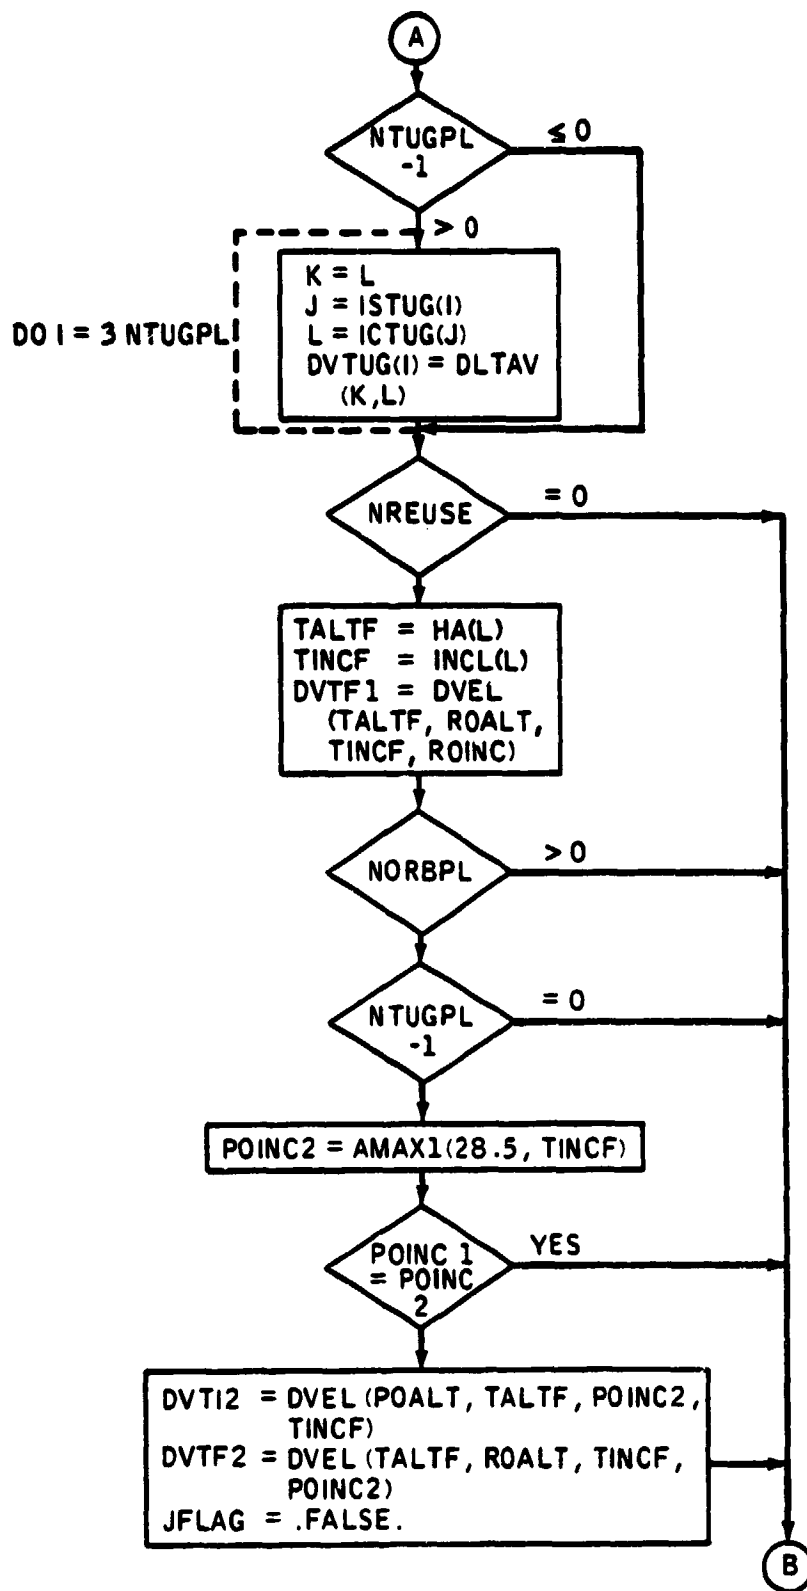 A
NTUGPL
-1
≤ 0
> 0
K = L
J = ISTUG(I)
L = ICTUG(J)
DVTUG(I) = DLTAV
(K,L)
DO I = 3 NTUGPL
NREUSE
= 0
TALTF = HA(L)
TINCF = INCL(L)
DVTF1 = DVEL
(TALTF, ROALT,
TINCF, ROINC)
NORBPL
> 0
NTUGPL
-1
= 0
POINC2 = AMAX1(28.5, TINCF)
POINC 1
= POINC
2
YES
DVTI2 = DVEL (POALT, TALTF, POINC2,
TINCF)
DVTF2 = DVEL (TALTF, ROALT, TINCF,
POINC2)
JFLAG = .FALSE.
B